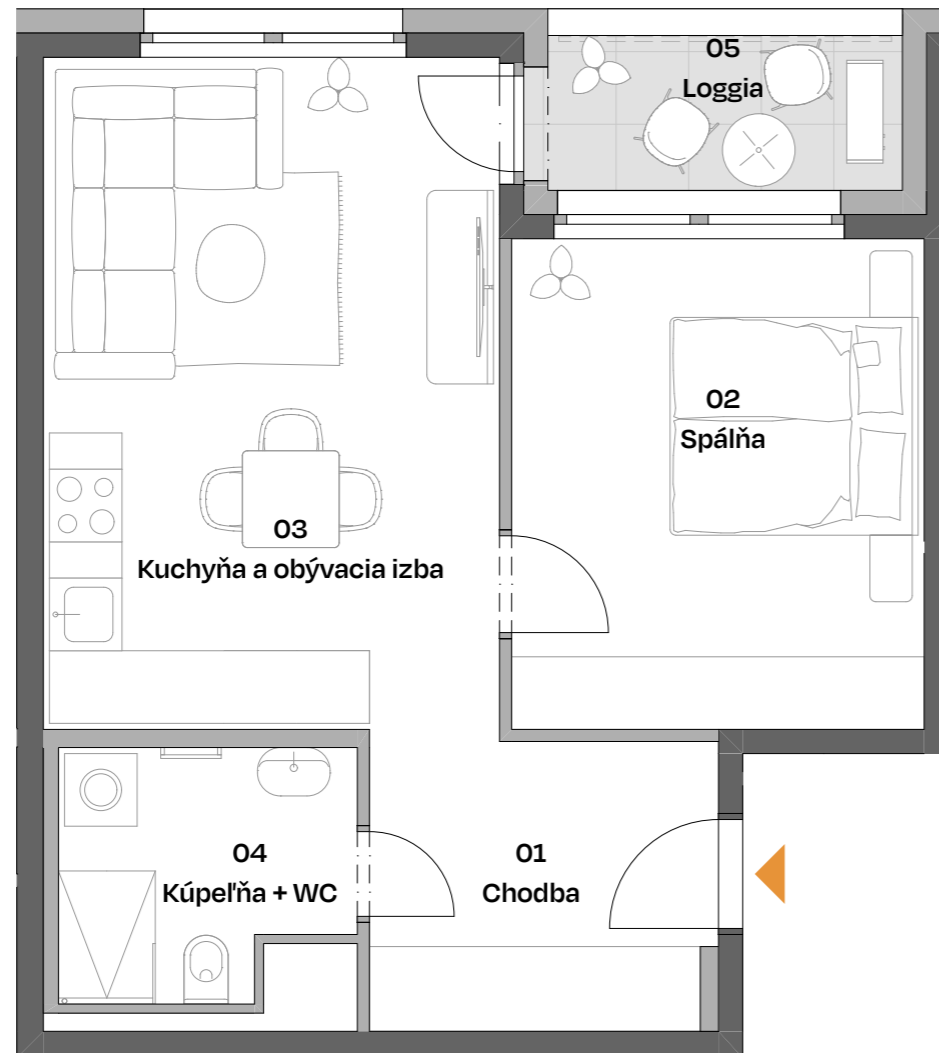 05
Loggia
02
Spálňa
03
Kuchyňa a obývacia izba
04
Kúpeľňa + WC
01
Chodba